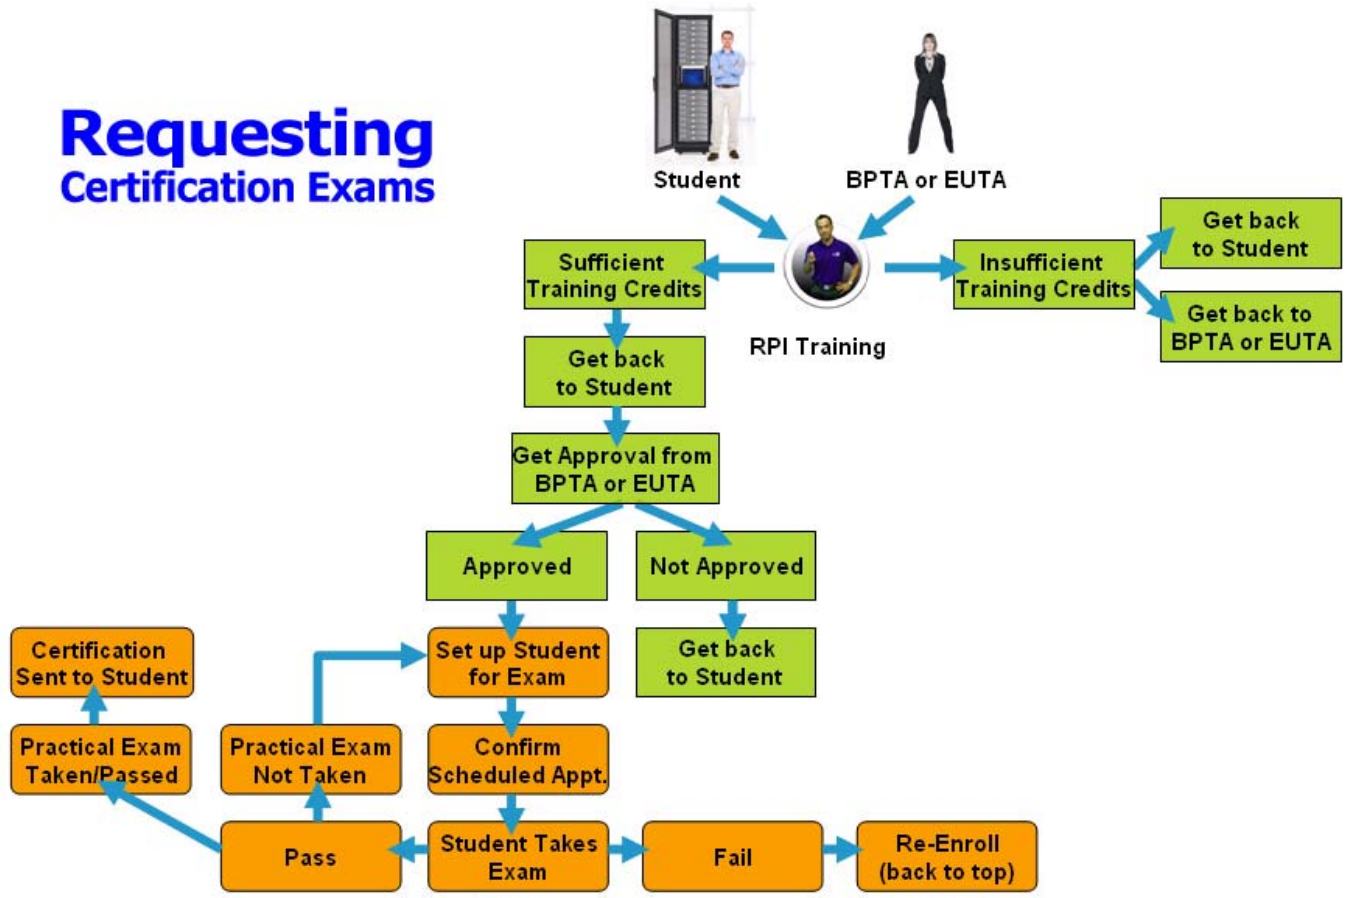 Requesting
Certification Exams
Student
BPTA or EUTA
RPI Training
Sufficient
Training Credits
Insufficient
Training Credits
Get back
to Student
Get back to
BPTA or EUTA
Get back
to Student
Get Approval from
BPTA or EUTA
Approved
Not Approved
Get back
to Student
Set up Student
for Exam
Certification
Sent to Student
Practical Exam
Taken/Passed
Practical Exam
Not Taken
Confirm
Scheduled Appt.
Pass
Student Takes
Exam
Fail
Re-Enroll
(back to top)